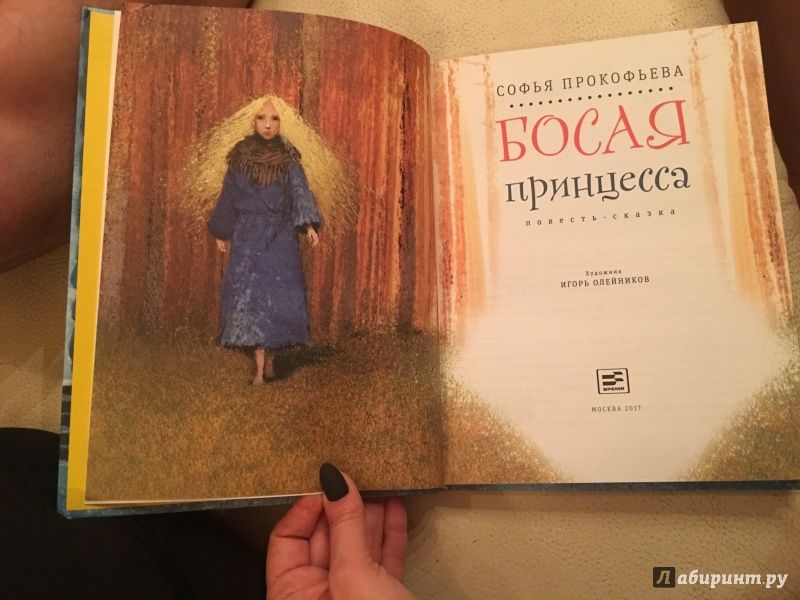 СОФЬЯ ПРОКОФЬЕВА
БОСАЯ
принцесса
повесть-сказка
Художник
ИГОРЬ ОЛЕЙНИКОВ
ВРЕМЯ
МОСКВА 2017
Лабиринт.ру